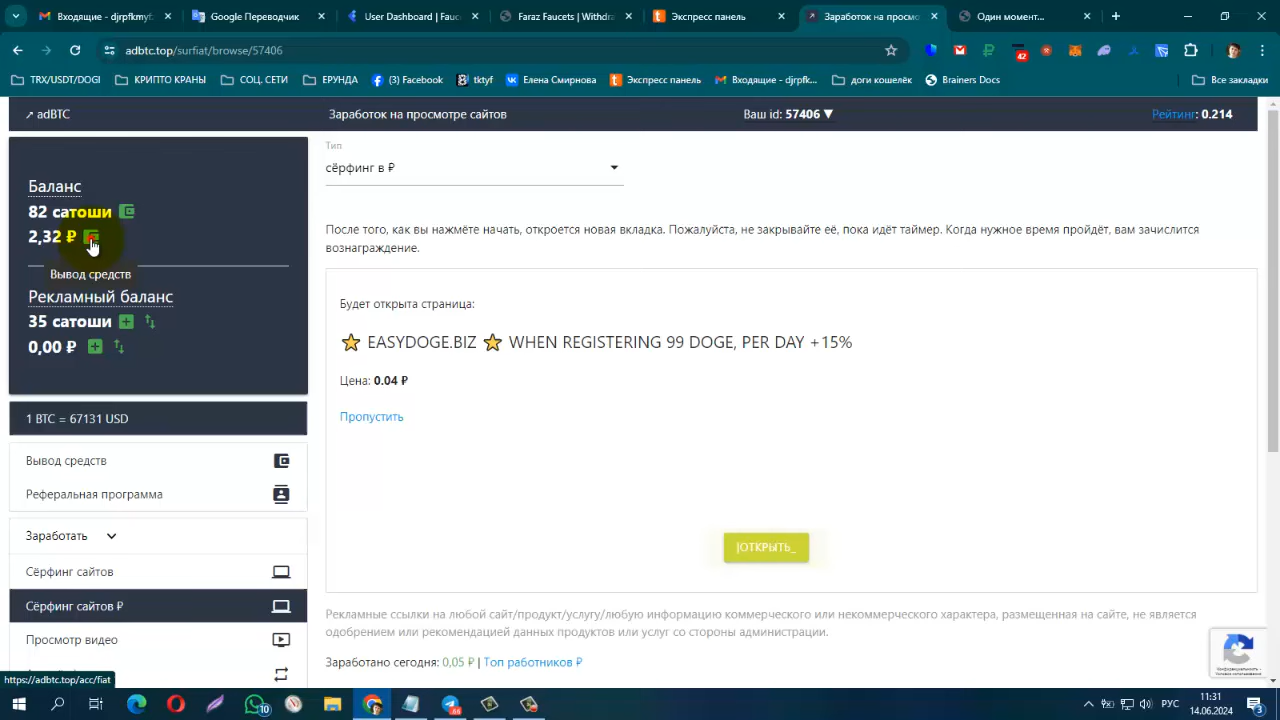 Входящие - djrpfkmyf
Google Переводчик
User Dashboard | Fauc
Faraz Faucets | Withdra
Экспресс панель
Заработок на просмо
Один момент...
adbtc.top/surfiat/browse/57406
42
TRX/USDT/DOGI
КРИПТО КРАНЫ
СОЦ. СЕТИ
ЕРУНДА
(3) Facebook
tktyf
Елена Смирнова
Экспресс панель
Входящие - djrpfk...
доги кошелёк
Brainers Docs
Все закладки
↗ adBTC
Заработок на просмотре сайтов
Ваш id: 57406 ▼
Рейтинг: 0.214
Баланс
82 сатоши
2,32 ₽
Вывод средств
Рекламный баланс
35 сатоши
0,00 ₽
1 BTC = 67131 USD
Вывод средств
Реферальная программа
Заработать
Сёрфинг сайтов
Сёрфинг сайтов ₽
Просмотр видео
https://adbtc.top/acc/fiat
Тип
сёрфинг в ₽
После того, как вы нажмёте начать, откроется новая вкладка. Пожалуйста, не закрывайте её, пока идёт таймер. Когда нужное время пройдёт, вам зачислится
вознаграждение.
Будет открыта страница:
⭐ EASYDOGE.BIZ ⭐ WHEN REGISTERING 99 DOGE, PER DAY +15%
Цена: 0.04 ₽
Пропустить
|ОТКРЫТЬ_
Рекламные ссылки на любой сайт/продукт/услугу/любую информацию коммерческого или некоммерческого характера, размещенная на сайте, не является
одобрением или рекомендацией данных продуктов или услуг со стороны администрации.
Заработано сегодня: 0,05 ₽ | Топ работников ₽
10
РУС
11:31
14.06.2024
3